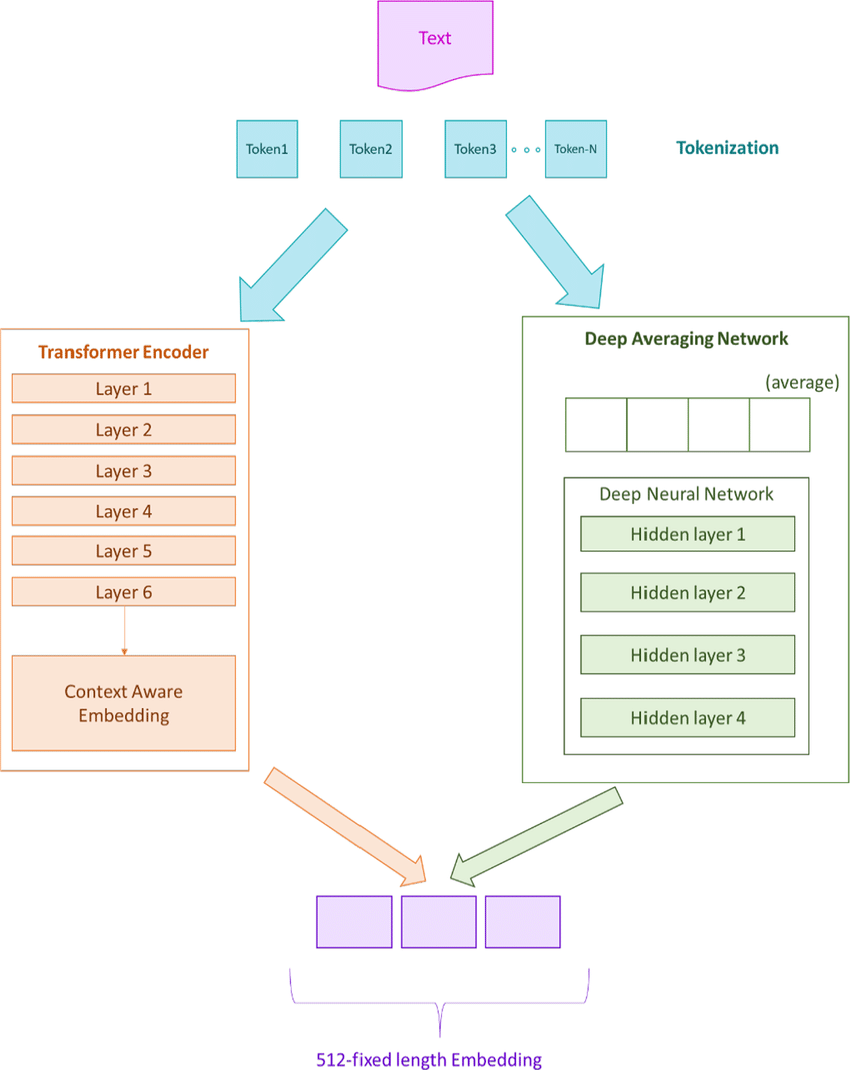 Text
Token1
Token2
Token3
Token-N
Tokenization
Transformer Encoder
Layer 1
Layer 2
Layer 3
Layer 4
Layer 5
Layer 6
Context Aware
Embedding
Deep Averaging Network
(average)
Deep Neural Network
Hidden layer 1
Hidden layer 2
Hidden layer 3
Hidden layer 4
512-fixed length Embedding